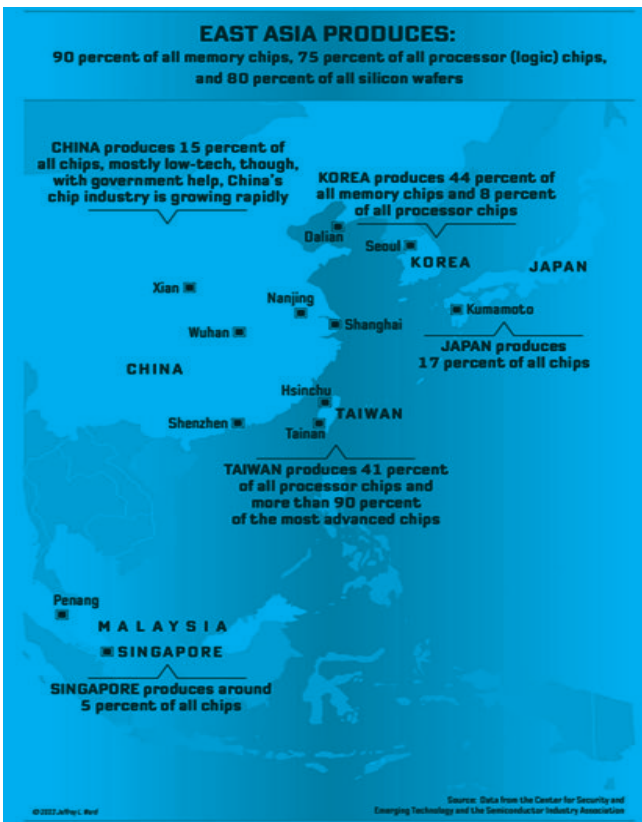 EAST ASIA PRODUCES:
90 percent of all memory chips, 75 percent of all processor (logic) chips,
and 80 percent of all silicon wafers
CHINA produces 15 percent of
all chips, mostly low-tech, though,
with government help, China's
chip industry is growing rapidly
KOREA produces 44 percent of
all memory chips and 8 percent
of all processor chips
Dalian
Seoul
KOREA
JAPAN
Xian
Nanjing
Kumamoto
Wuhan
Shanghai
JAPAN produces
17 percent of all chips
CHINA
Hsinchu
TAIWAN
Shenzhen
Tainan
TAIWAN produces 41 percent
of all processor chips and
more than 90 percent
of the most advanced chips
Penang
MALAYSIA
SINGAPORE
SINGAPORE produces around
5 percent of all chips
Source: Data from the Center for Security and
Emerging Technology and the Semiconductor Industry Association
©2022 Jeffrey L. Ward